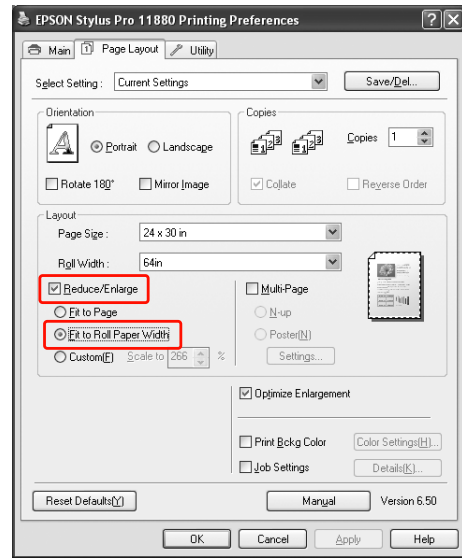 EPSON Stylus Pro 11880 Printing Preferences
Main Page Layout Utility
Select Setting : Current Settings Save/Del...
Orientation
Portrait Landscape
Rotate 180° Mirror Image
Copies
Copies 1
Collate Reverse Order
Layout
Page Size : 24 x 30 in
Roll Width : 64in
Reduce/Enlarge
Fit to Page
Fit to Roll Paper Width
Custom(F) Scale to 266 %
Multi-Page
N-up
Poster(N)
Settings...
Optimize Enlargement
Print Bckg Color Color Settings(H)...
Job Settings Details(K)...
Reset Defaults(Y) Manual Version 6.50
OK Cancel Apply Help